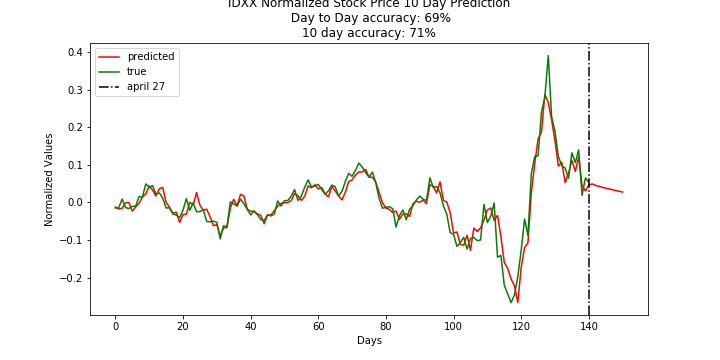 IDXX Normalized Stock Price 10 Day Prediction
Day to Day accuracy: 69%
10 day accuracy: 71%
predicted
true
april 27
0.4
0.3
0.2
0.1
0.0
−0.1
−0.2
Normalized Values
0 20 40 60 80 100 120 140
Days